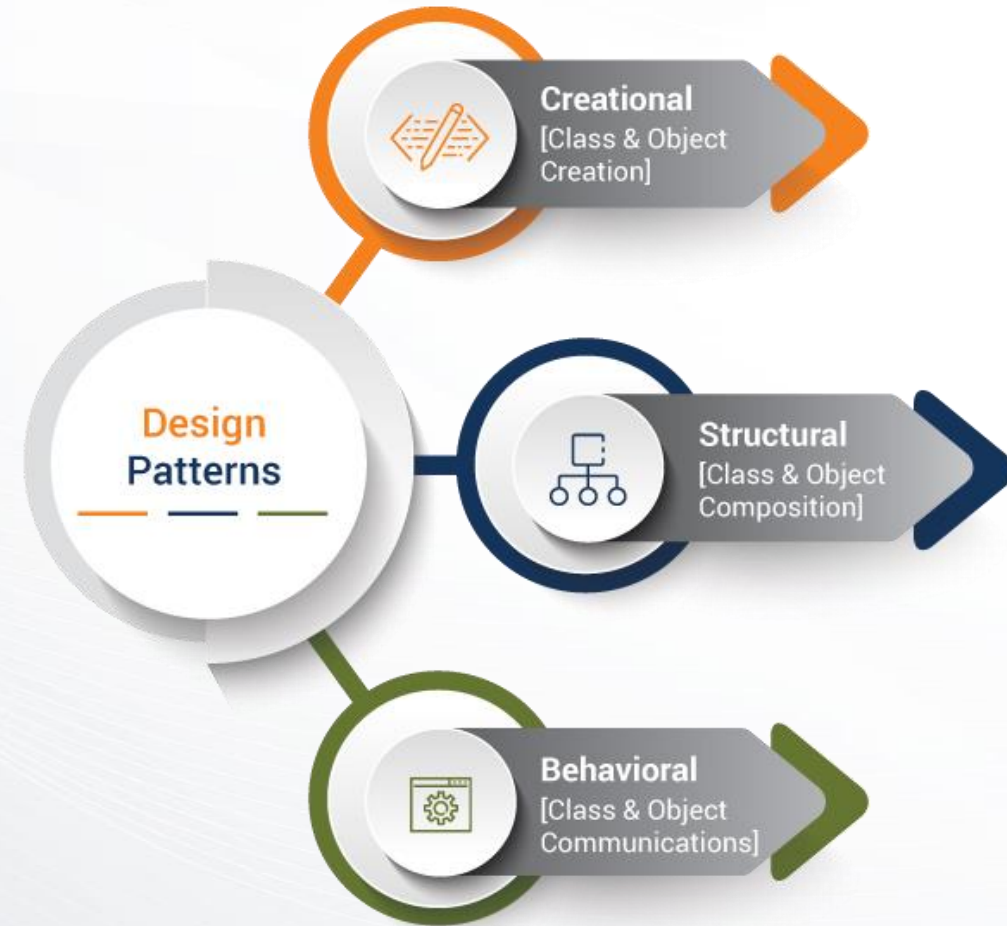 Design
Patterns
Creational
[Class & Object
Creation]
Structural
[Class & Object
Composition]
Behavioral
[Class & Object
Communications]